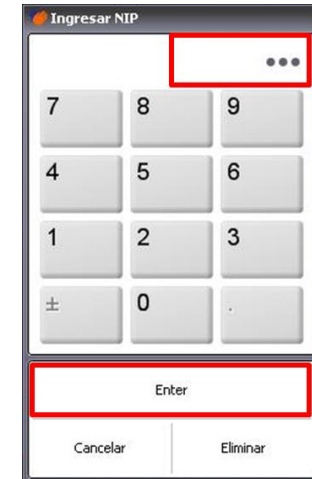 Ingresar NIP
•••
7 8 9
4 5 6
1 2 3
± 0 .
Enter
Cancelar Eliminar